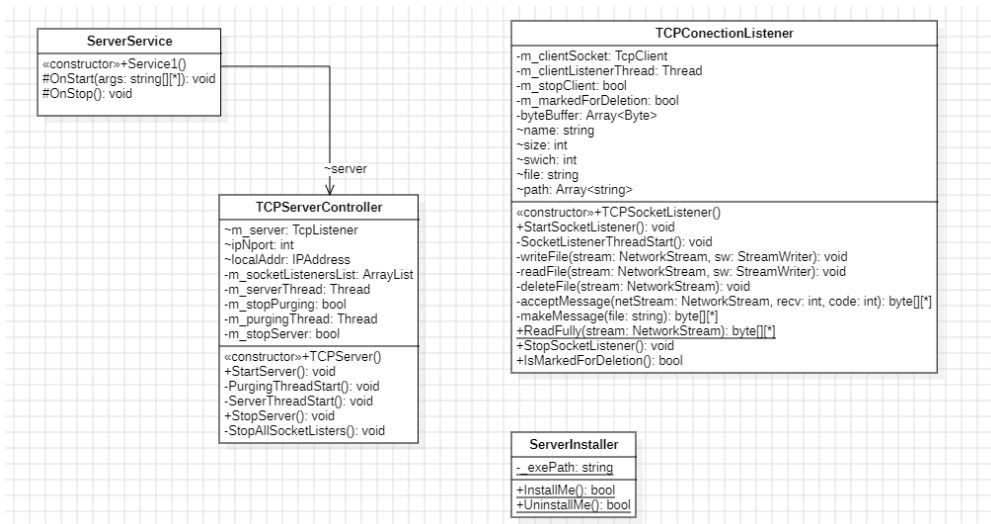 ServerService
«constructor»+Service1()
#OnStart(args: string[][*]): void
#OnStop(): void
~server
TCPServerController
~m_server: TcpListener
~ipNport: int
~localAddr: IPAddress
-m_socketListenersList: ArrayList
-m_serverThread: Thread
-m_stopPurging: bool
-m_purgingThread: Thread
-m_stopServer: bool
«constructor»+TCPServer()
+StartServer(): void
-PurgingThreadStart(): void
-ServerThreadStart(): void
+StopServer(): void
-StopAllSocketListers(): void
TCPConectionListener
-m_clientSocket: TcpClient
-m_clientListenerThread: Thread
-m_stopClient: bool
-m_markedForDeletion: bool
-byteBuffer: Array<Byte>
~name: string
~size: int
~swich: int
~file: string
~path: Array<string>
«constructor»+TCPSocketListener()
+StartSocketListener(): void
-SocketListenerThreadStart(): void
-writeFile(stream: NetworkStream, sw: StreamWriter): void
-readFile(stream: NetworkStream, sw: StreamWriter): void
-deleteFile(stream: NetworkStream): void
-acceptMessage(netStream: NetworkStream, recv: int, code: int): byte[][*]
-makeMessage(file: string): byte[][*]
+ReadFully(stream: NetworkStream): byte[][*]
+StopSocketListener(): void
+IsMarkedForDeletion(): bool
ServerInstaller
-_exePath: string
+InstallMe(): bool
+UninstallMe(): bool